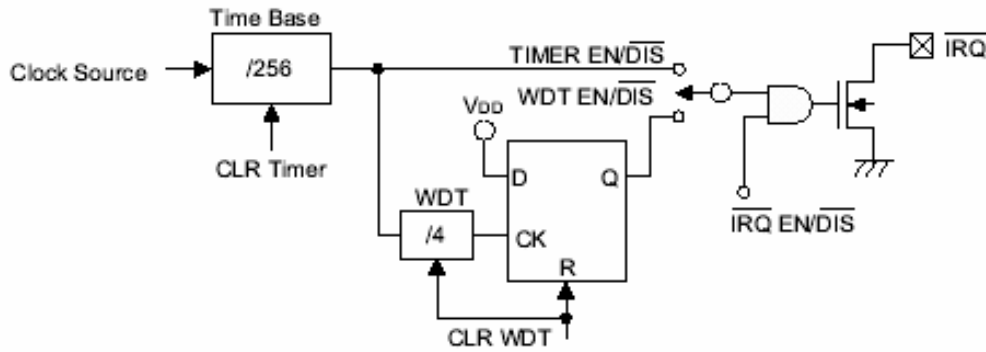 Time Base
Clock Source
/256
CLR Timer
TIMER EN/DIS
WDT EN/DIS
IRQ
VDD
D
Q
WDT
/4
CK
R
CLR WDT
IRQ EN/DIS